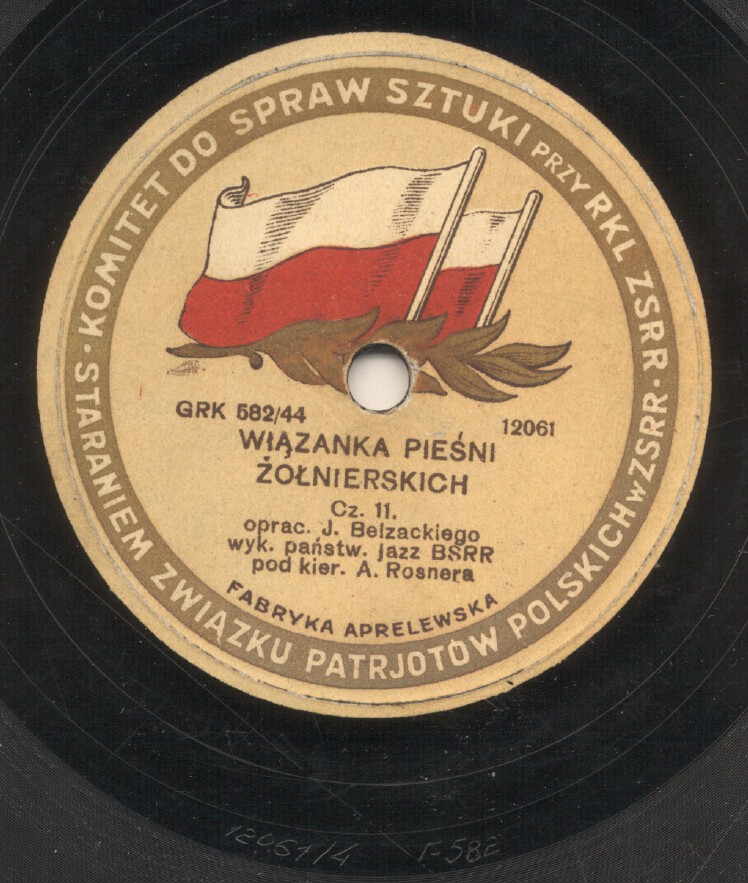 KOMITET DO SPRAW SZTUKI PRZY RKL ZSRR
· STARANIEM ZWIĄZKU PATRJOTÓW POLSKICH W ZSRR ·
GRK 582/44
12061
WIĄZANKA PIEŚNI
ŻOŁNIERSKICH
Cz. 11.
oprac. J. Belzackiego
wyk. państw. jazz BSRR
pod kier. A. Rosnera
FABRYKA APRELEWSKA
12061/4 Г-582